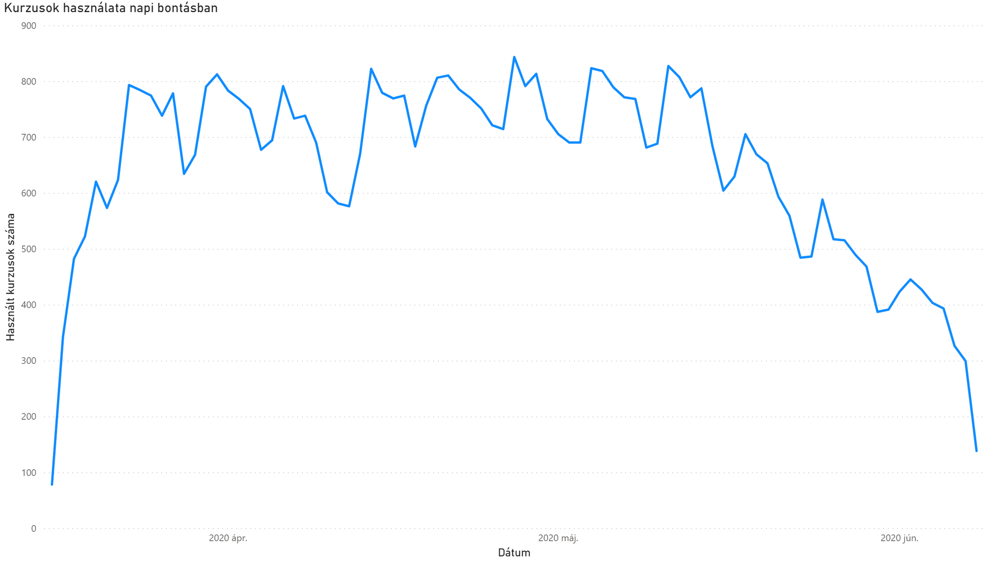 Kurzusok használata napi bontásban
900
800
700
600
500
400
300
200
100
0
Használt kurzusok száma
2020 ápr.
2020 máj.
2020 jún.
Dátum